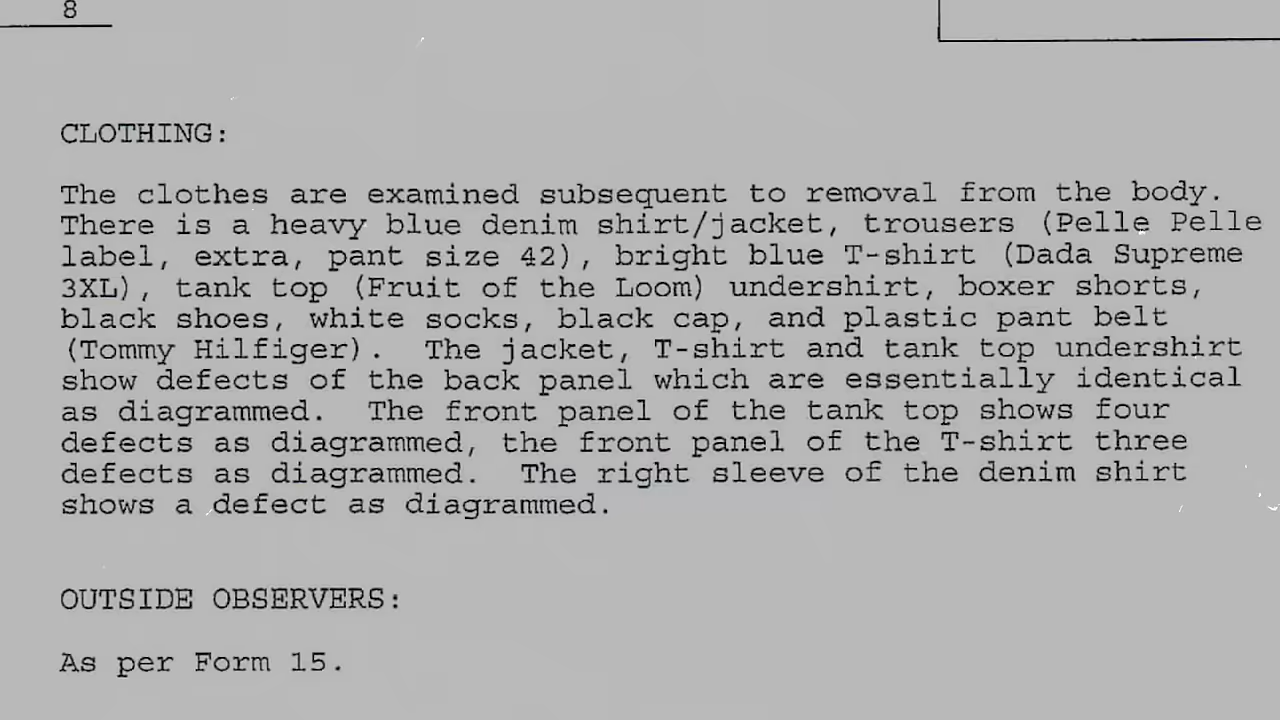 8
CLOTHING:
The clothes are examined subsequent to removal from the body.
There is a heavy blue denim shirt/jacket, trousers (Pelle Pelle
label, extra, pant size 42), bright blue T-shirt (Dada Supreme
3XL), tank top (Fruit of the Loom) undershirt, boxer shorts,
black shoes, white socks, black cap, and plastic pant belt
(Tommy Hilfiger). The jacket, T-shirt and tank top undershirt
show defects of the back panel which are essentially identical
as diagrammed. The front panel of the tank top shows four
defects as diagrammed, the front panel of the T-shirt three
defects as diagrammed. The right sleeve of the denim shirt
shows a defect as diagrammed.
OUTSIDE OBSERVERS:
As per Form 15.